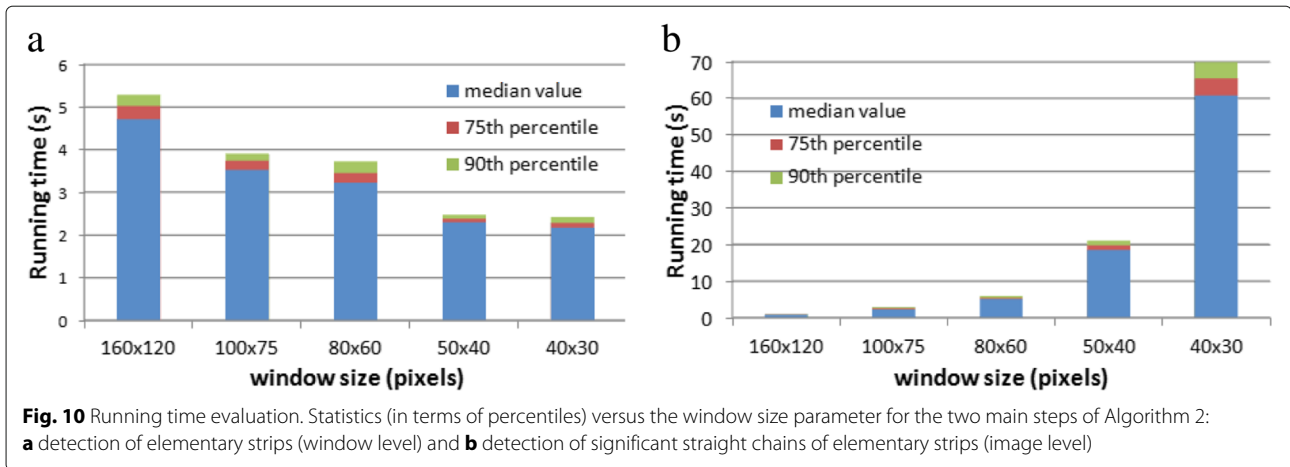 a
6
5
4
3
2
1
0
Running time (s)
median value
75th percentile
90th percentile
160x120 100x75 80x60 50x40 40x30
window size (pixels)
b
70
60
50
40
30
20
10
0
Running time (s)
median value
75th percentile
90th percentile
160x120 100x75 80x60 50x40 40x30
window size (pixels)
Fig. 10 Running time evaluation. Statistics (in terms of percentiles) versus the window size parameter for the two main steps of Algorithm 2:
a detection of elementary strips (window level) and b detection of significant straight chains of elementary strips (image level)